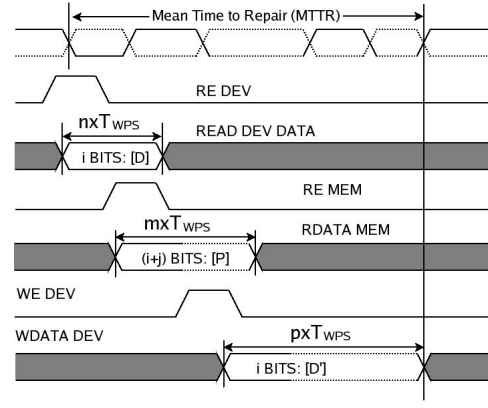 Mean Time to Repair (MTTR)
RE DEV
nxTWPS
READ DEV DATA
i BITS: [D]
RE MEM
mxTWPS
RDATA MEM
(i+j) BITS: [P]
WE DEV
WDATA DEV
pxTWPS
i BITS: [D']